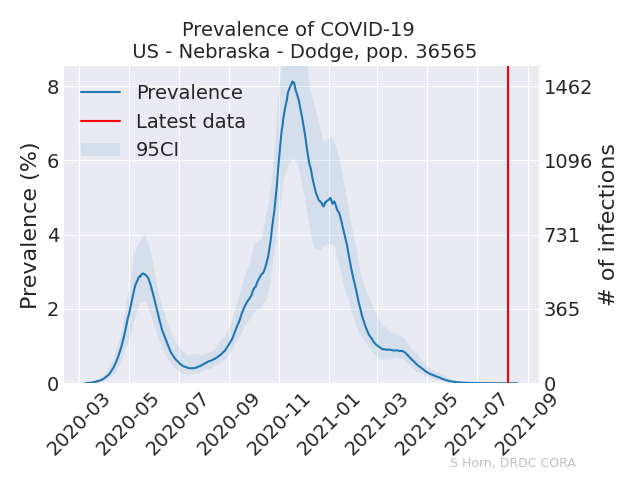 Prevalence of COVID-19
US - Nebraska - Dodge, pop. 36565
Prevalence
Latest data
95CI
Prevalence (%)
8
6
4
2
0
1462
1096
731
365
0
# of infections
2020-03
2020-05
2020-07
2020-09
2020-11
2021-01
2021-03
2021-05
2021-07
2021-09
S Horn, DRDC CORA